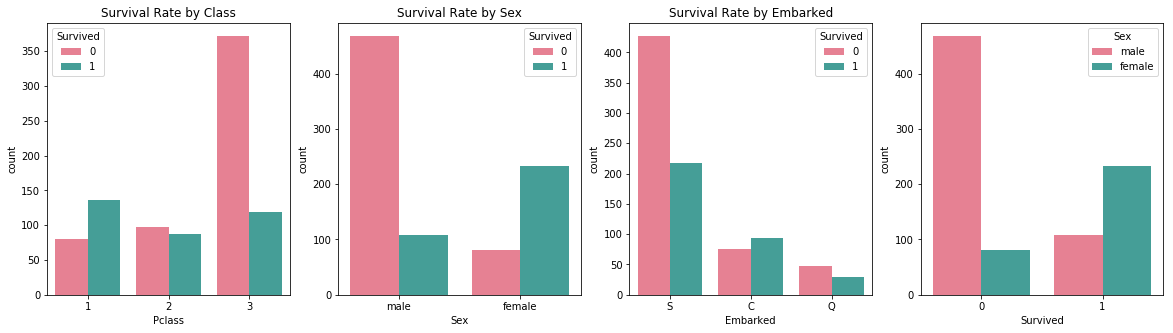 Survival Rate by Class
Survived
0
1
350
300
250
200
150
100
50
0
count
1 2 3
Pclass
Survival Rate by Sex
Survived
0
1
400
300
200
100
0
count
male female
Sex
Survival Rate by Embarked
Survived
0
1
400
350
300
250
200
150
100
50
0
count
S C Q
Embarked
Sex
male
female
400
300
200
100
0
count
0 1
Survived